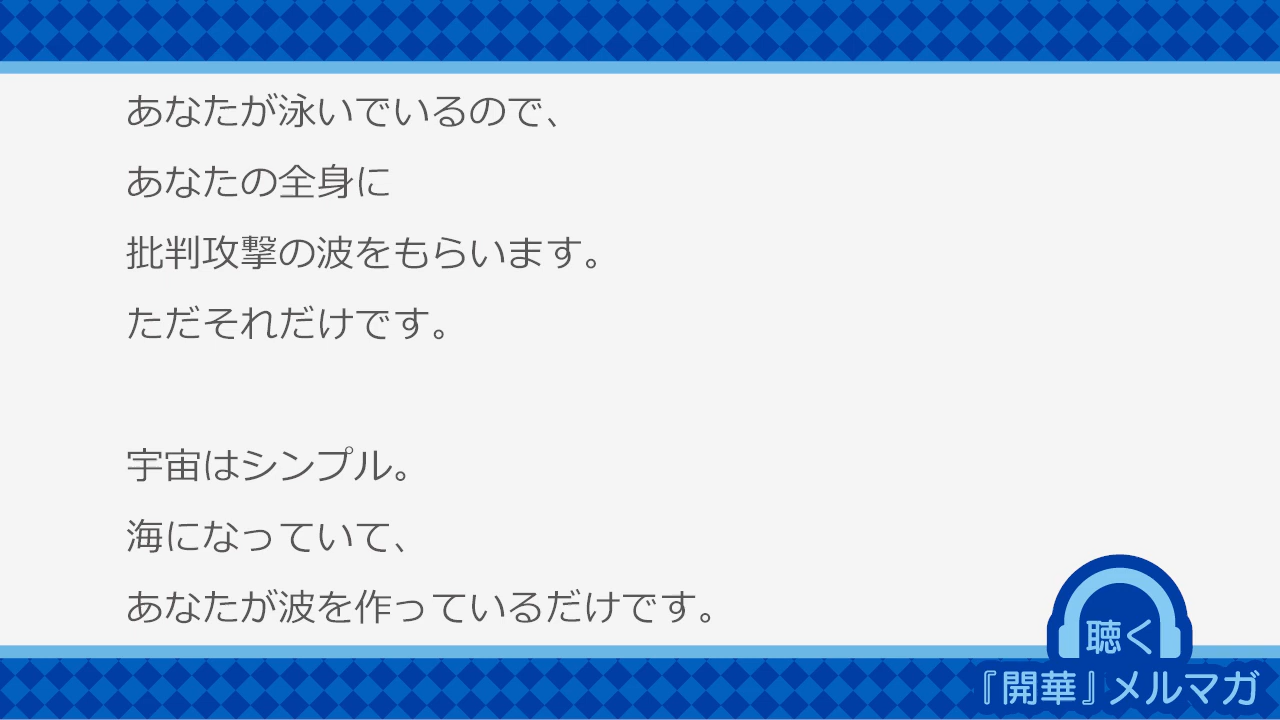 あなたが泳いでいるので、
あなたの全身に
批判攻撃の波をもらいます。
ただそれだけです。
宇宙はシンプル。
海になっていて、
あなたが波を作っているだけです。
聴く
『開華』メルマガ